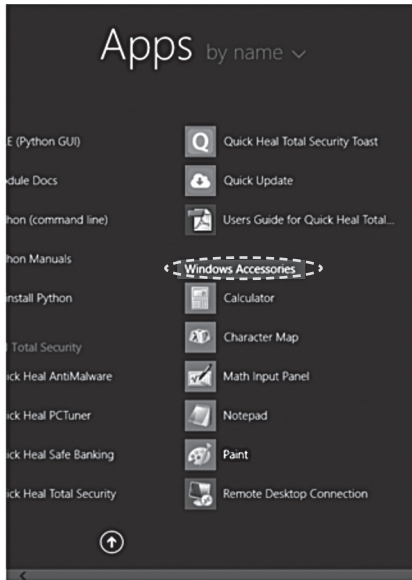 Apps by name
E (Python GUI)
dule Docs
hon (command line)
hon Manuals
install Python
l Total Security
ick Heal AntiMalware
ick Heal PCTuner
ick Heal Safe Banking
ick Heal Total Security
Quick Heal Total Security Toast
Quick Update
Users Guide for Quick Heal Total...
Windows Accessories
Calculator
Character Map
Math Input Panel
Notepad
Paint
Remote Desktop Connection